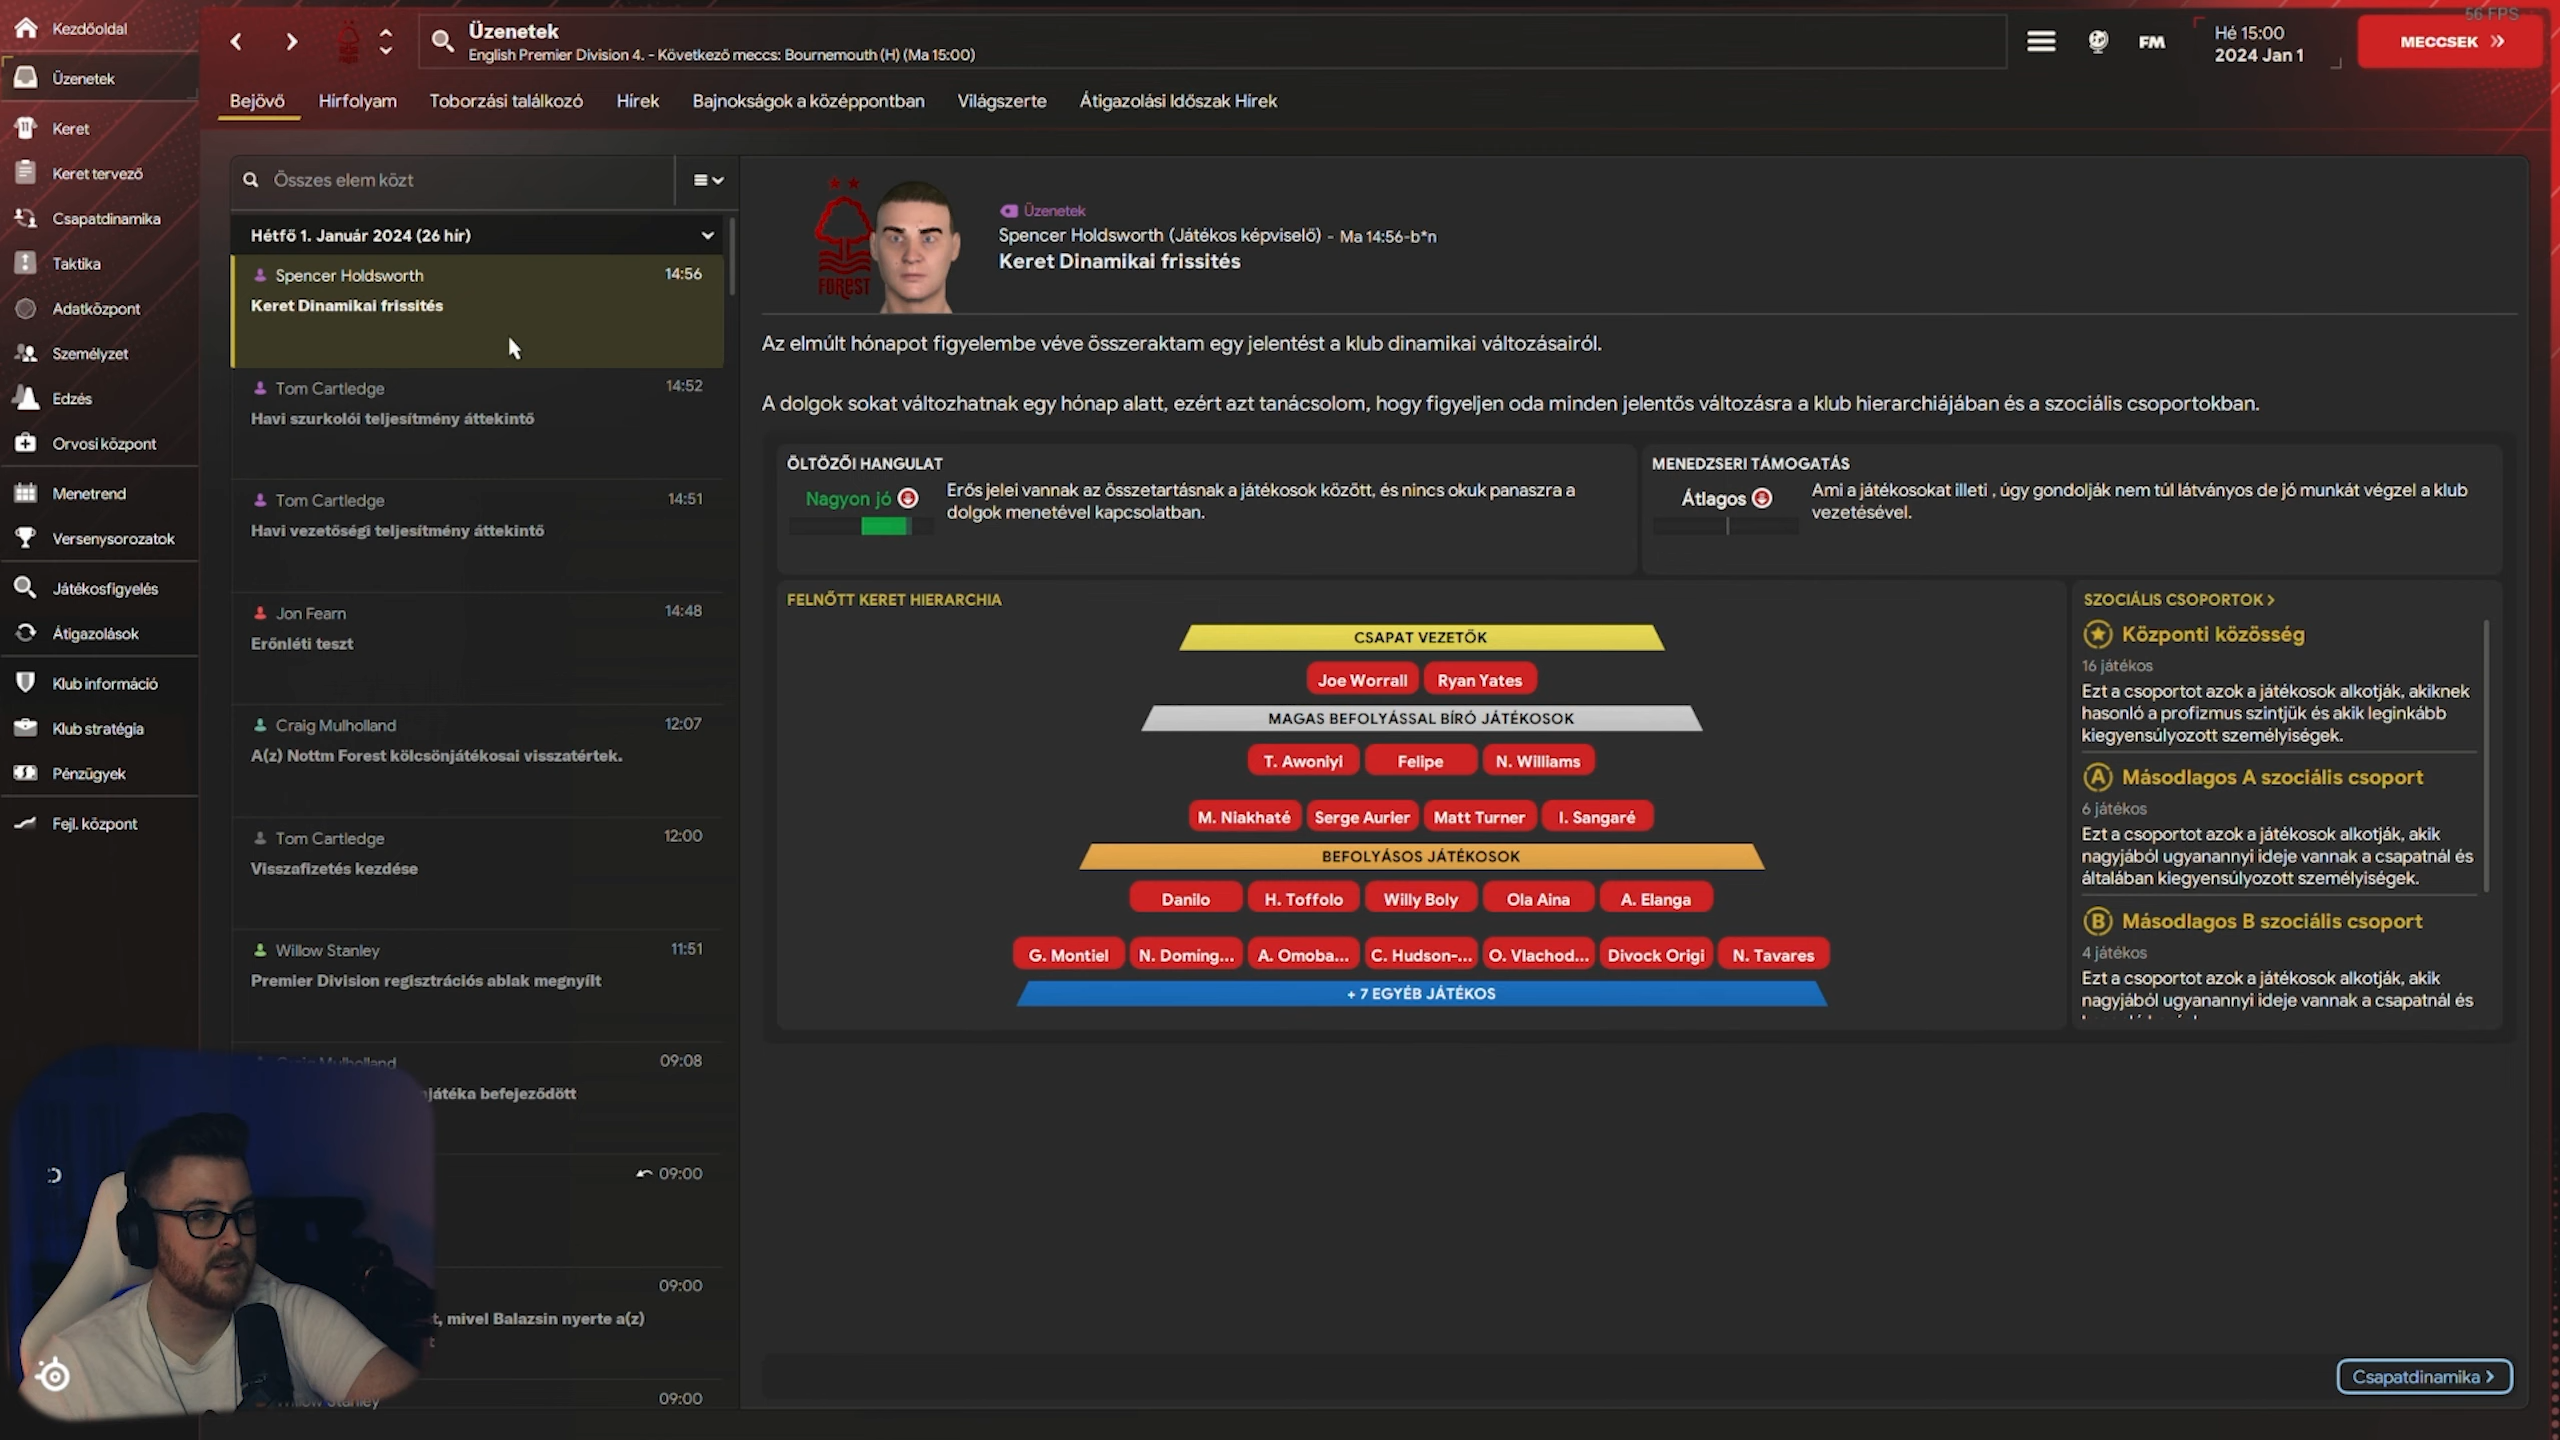 56 FPS
Kezdőoldal
Üzenetek
Keret
Keret tervező
Csapatdinamika
Taktika
Adatközpont
Személyzet
Edzés
Orvosi központ
Menetrend
Versenysorozatok
Játékosfigyelés
Átigazolások
Klub információ
Klub stratégia
Pénzügyek
Fejl. központ
Üzenetek
English Premier Division 4. - Következő meccs: Bournemouth (H) (Ma 15:00)
FM
Hé 15:00
2024 Jan 1
MECCSEK
Bejövő
Hírfolyam
Toborzási találkozó
Hírek
Bajnokságok a középpontban
Világszerte
Átigazolási Időszak Hírek
Összes elem közt
Hétfő 1. Január 2024 (26 hír)
Spencer Holdsworth 14:56
Keret Dinamikai frissités
Tom Cartledge 14:52
Havi szurkolói teljesítmény áttekintő
Tom Cartledge 14:51
Havi vezetőségi teljesítmény áttekintő
Jon Fearn 14:48
Erőnléti teszt
Craig Mulholland 12:07
A(z) Nottm Forest kölcsönjátékosai visszatértek.
Tom Cartledge 12:00
Visszafizetés kezdése
Willow Stanley 11:51
Premier Division regisztrációs ablak megnyílt
Mulholland 09:08
játéka befejeződött
09:00
09:00
mivel Balazsin nyerte a(z)
09:00
Stanley
FOREST
Üzenetek
Spencer Holdsworth (Játékos képviselő) - Ma 14:56-b*n
Keret Dinamikai frissités
Az elmúlt hónapot figyelembe véve összeraktam egy jelentést a klub dinamikai változásairól.
A dolgok sokat változhatnak egy hónap alatt, ezért azt tanácsolom, hogy figyeljen oda minden jelentős változásra a klub hierarchiájában és a szociális csoportokban.
ÖLTÖZŐI HANGULAT
Nagyon jó
Erős jelei vannak az összetartásnak a játékosok között, és nincs okuk panaszra a
dolgok menetével kapcsolatban.
MENEDZSERI TÁMOGATÁS
Átlagos
Ami a játékosokat illeti , úgy gondolják nem túl látványos de jó munkát végzel a klub
vezetésével.
FELNŐTT KERET HIERARCHIA
CSAPAT VEZETŐK
Joe Worrall
Ryan Yates
MAGAS BEFOLYÁSSAL BÍRÓ JÁTÉKOSOK
T. Awoniyi
Felipe
N. Williams
M. Niakhaté
Serge Aurier
Matt Turner
I. Sangaré
BEFOLYÁSOS JÁTÉKOSOK
Danilo
H. Toffolo
Willy Boly
Ola Aina
A. Elanga
G. Montiel
N. Doming...
A. Omoba...
C. Hudson-...
O. Vlachod...
Divock Origi
N. Tavares
+ 7 EGYÉB JÁTÉKOS
SZOCIÁLIS CSOPORTOK
Központi közösség
16 játékos
Ezt a csoportot azok a játékosok alkotják, akiknek
hasonló a profizmus szintjük és akik leginkább
kiegyensúlyozott személyiségek.
A Másodlagos A szociális csoport
6 játékos
Ezt a csoportot azok a játékosok alkotják, akik
nagyjából ugyanannyi ideje vannak a csapatnál és
általában kiegyensúlyozott személyiségek.
B Másodlagos B szociális csoport
4 játékos
Ezt a csoportot azok a játékosok alkotják, akik
nagyjából ugyanannyi ideje vannak a csapatnál és
Csapatdinamika